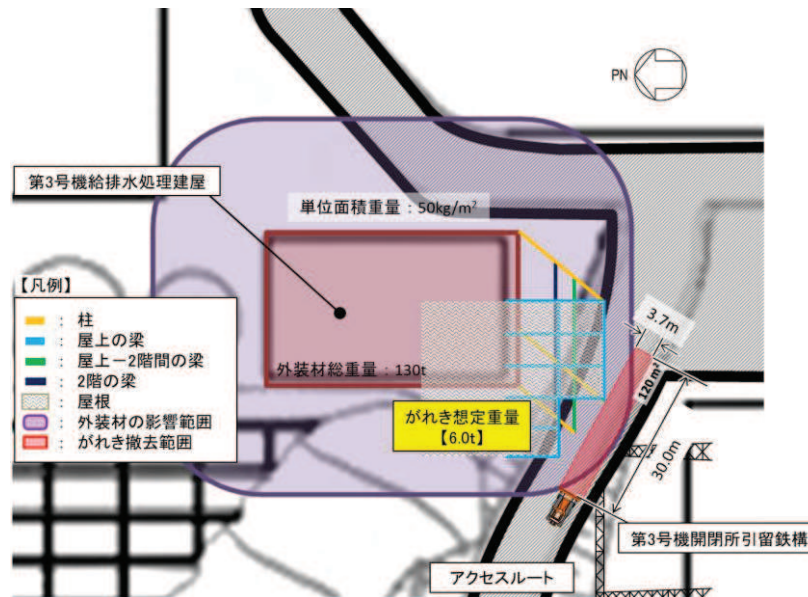 PN
第3号機給排水処理建屋
単位面積重量：50kg/m²
【凡例】
：柱
：屋上の梁
：屋上－2階間の梁
：2階の梁
：屋根
：外装材の影響範囲
：がれき撤去範囲
外装材総重量：130t
がれき想定重量
【6.0t】
3.7m
120m²
30.0m
第3号機開閉所引留鉄構
アクセスルート